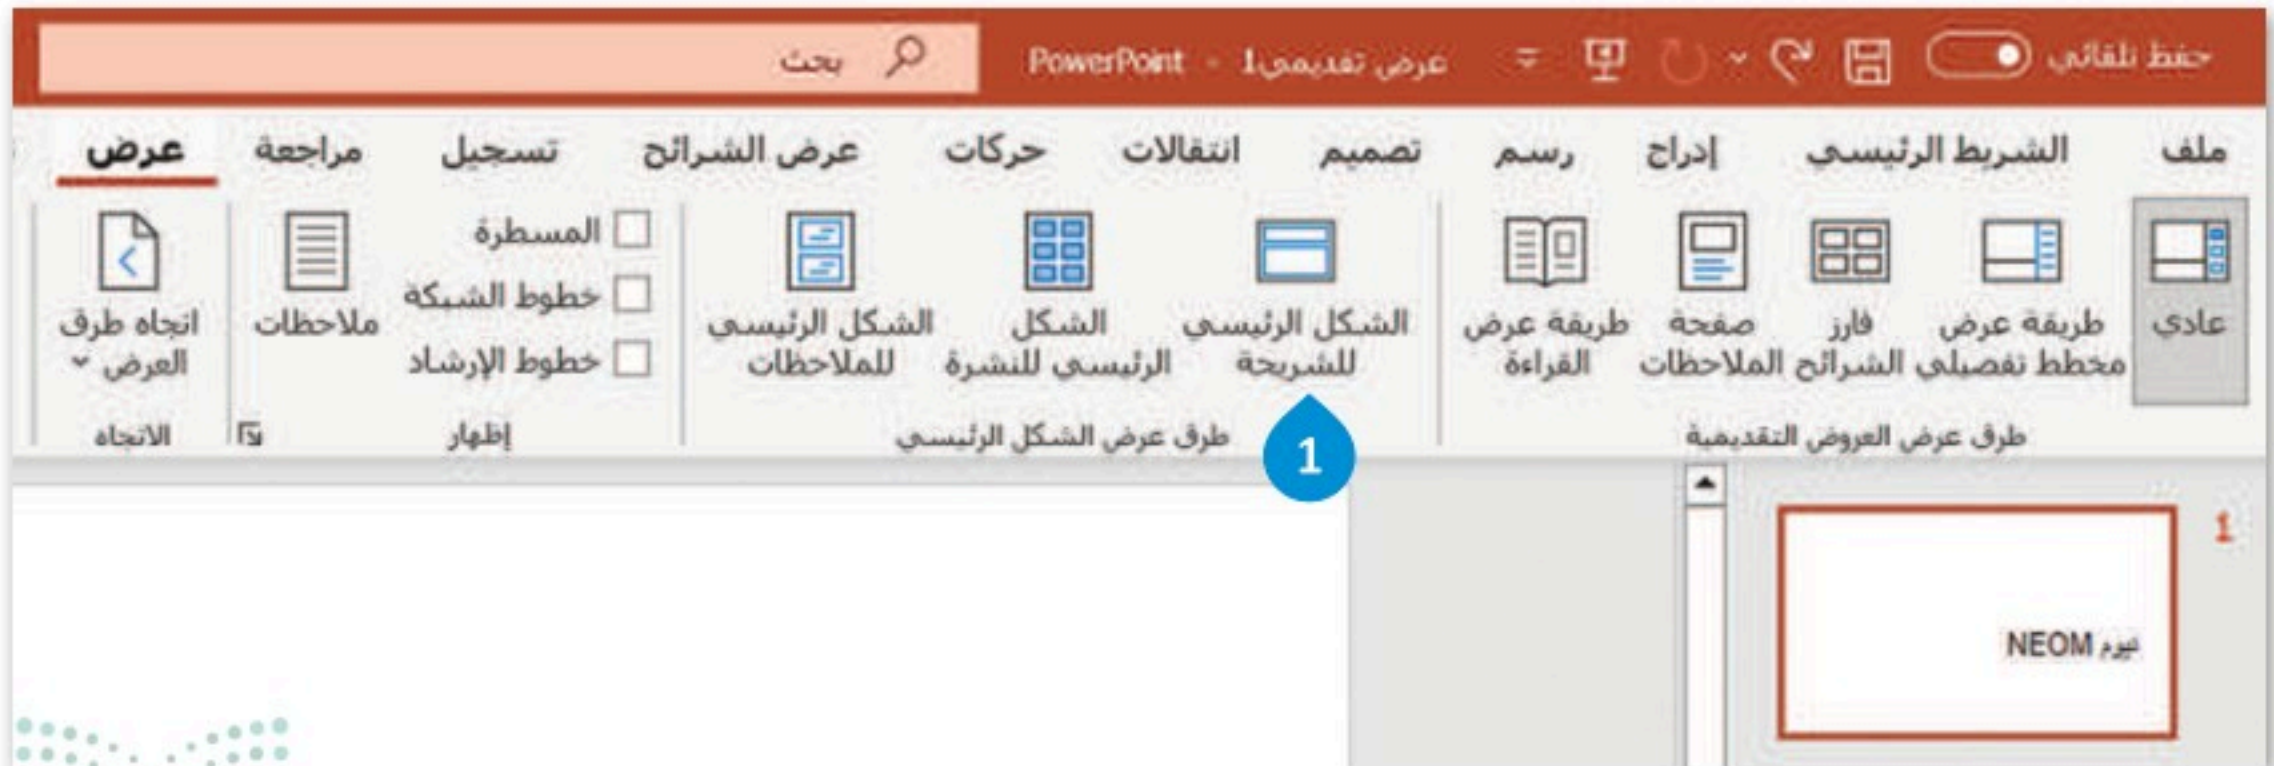 حفظ تلقائي
عرض تقديمي1 - PowerPoint
بحث
ملف
الشريط الرئيسي
إدراج
رسم
تصميم
انتقالات
حركات
عرض الشرائح
تسجيل
مراجعة
عرض
عادي
طريقة عرض
مخطط تفصيلي
فارز
الشرائح
صفحة
الملاحظات
طريقة عرض
القراءة
طرق عرض العروض التقديمية
الشكل الرئيسي
للشريحة
الشكل
الرئيسي للنشرة
الشكل الرئيسي
للملاحظات
طرق عرض الشكل الرئيسي
المسطرة
خطوط الشبكة
خطوط الإرشاد
إظهار
ملاحظات
اتجاه طرق
العرض
الاتجاه
1
1
نيوم NEOM